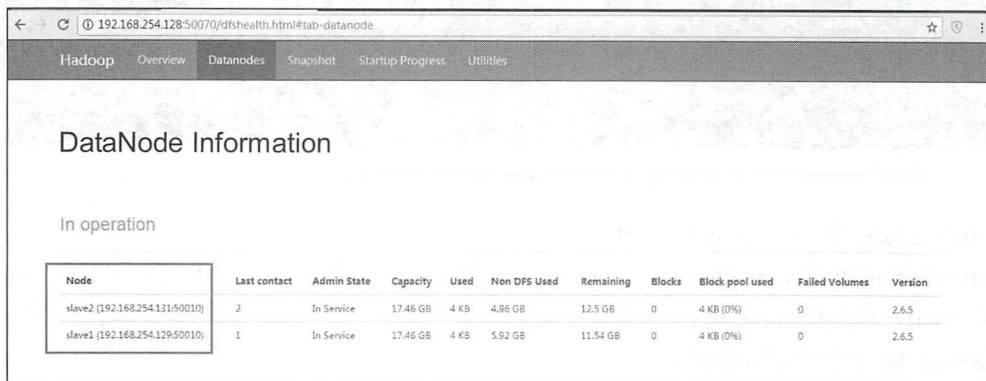 192.168.254.128:50070/dfshealth.html#tab-datanode
Hadoop Overview Datanodes Snapshot Startup Progress Utilities
DataNode Information
In operation
Node Last contact Admin State Capacity Used Non DFS Used Remaining Blocks Block pool used Failed Volumes Version
slave2 (192.168.254.131:50010) 2 In Service 17.46 GB 4 KB 4.96 GB 12.5 GB 0 4 KB (0%) 0 2.6.5
slave1 (192.168.254.129:50010) 1 In Service 17.46 GB 4 KB 5.92 GB 11.54 GB 0 4 KB (0%) 0 2.6.5